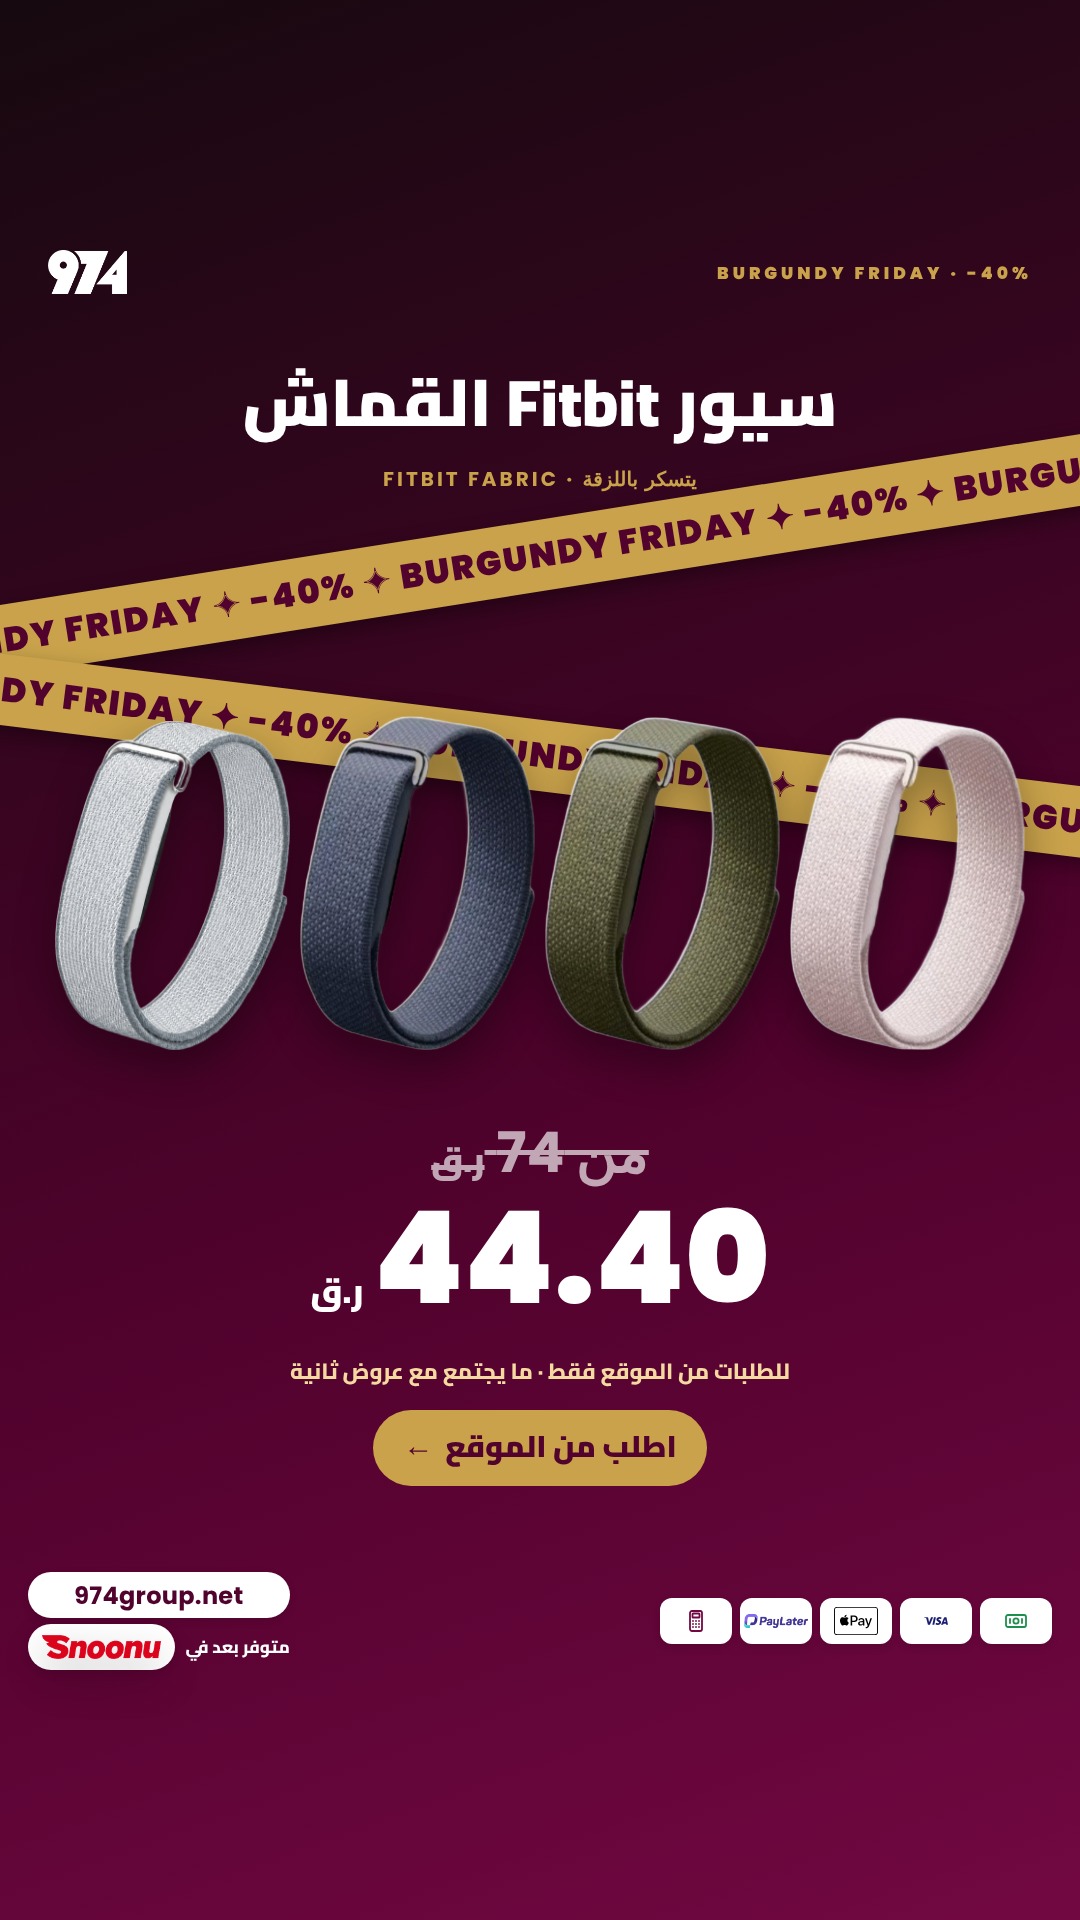 974
BURGUNDY FRIDAY · -40%
سيور Fitbit القماش
يتسكر باللزقة · FITBIT FABRIC
DY FRIDAY ✦ -40% ✦ BURGUNDY FRIDAY ✦ -40% ✦ BURGU
DY FRIDAY ✦ -40% ✦
من 74 ر.ق
44.40 ر.ق
للطلبات من الموقع فقط · ما يجتمع مع عروض ثانية
اطلب من الموقع ←
974group.net
متوفر بعد في Snoonu
PayLater
Pay
VISA